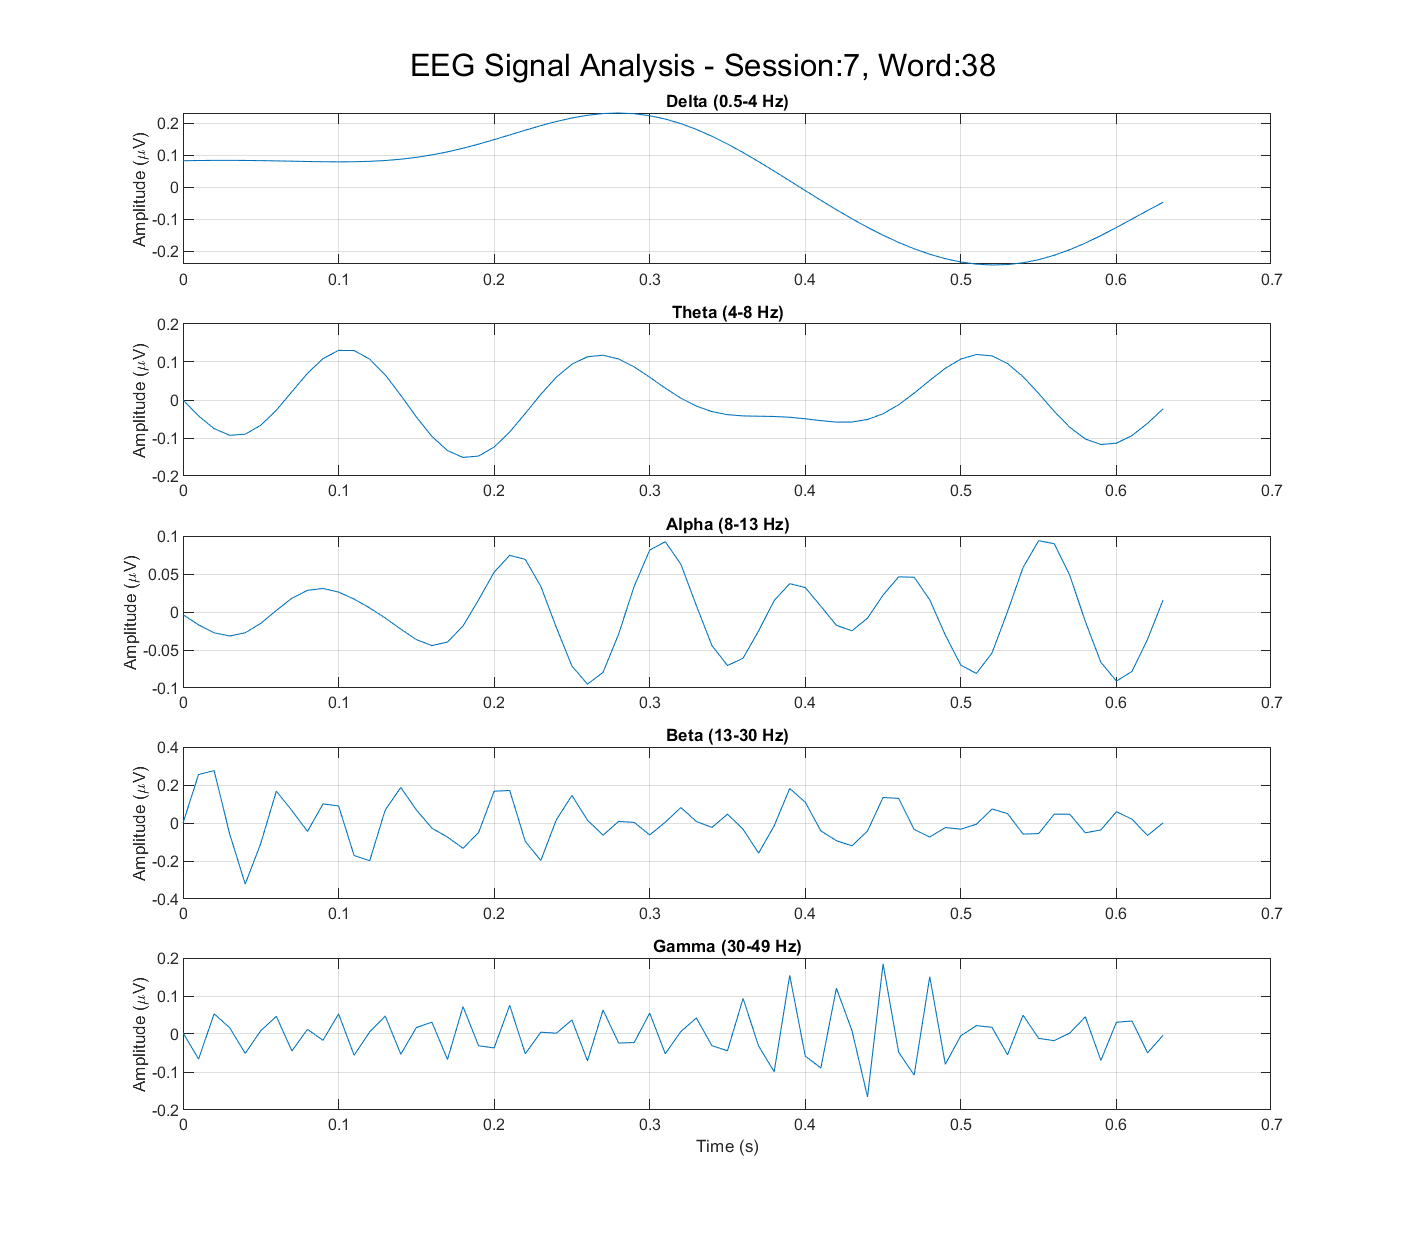 EEG Signal Analysis - Session:7, Word:38
Delta (0.5-4 Hz)
Amplitude (μV)
0.2
0.1
0
-0.1
-0.2
0 0.1 0.2 0.3 0.4 0.5 0.6 0.7
Theta (4-8 Hz)
Amplitude (μV)
0.2
0.1
0
-0.1
-0.2
0 0.1 0.2 0.3 0.4 0.5 0.6 0.7
Alpha (8-13 Hz)
Amplitude (μV)
0.1
0.05
0
-0.05
-0.1
0 0.1 0.2 0.3 0.4 0.5 0.6 0.7
Beta (13-30 Hz)
Amplitude (μV)
0.4
0.2
0
-0.2
-0.4
0 0.1 0.2 0.3 0.4 0.5 0.6 0.7
Gamma (30-49 Hz)
Amplitude (μV)
0.2
0.1
0
-0.1
-0.2
0 0.1 0.2 0.3 0.4 0.5 0.6 0.7
Time (s)